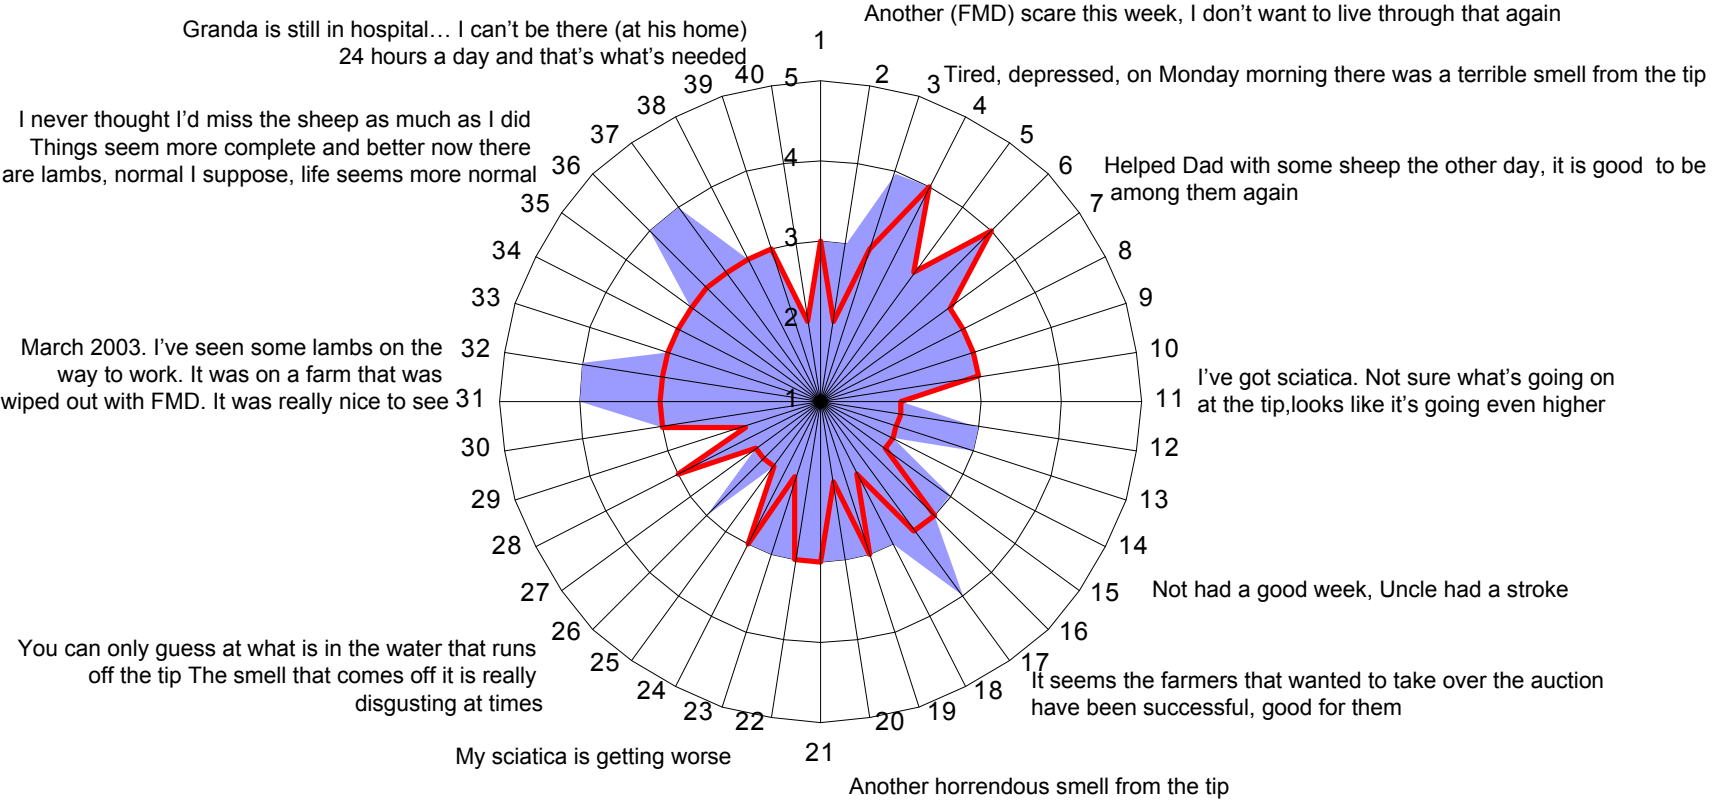 Another (FMD) scare this week, I don’t want to live through that again
Granda is still in hospital… I can’t be there (at his home)
24 hours a day and that’s what’s needed
Tired, depressed, on Monday morning there was a terrible smell from the tip
I never thought I’d miss the sheep as much as I did
Things seem more complete and better now there
are lambs, normal I suppose, life seems more normal
Helped Dad with some sheep the other day, it is good  to be
among them again
March 2003. I’ve seen some lambs on the
way to work. It was on a farm that was
wiped out with FMD. It was really nice to see
I’ve got sciatica. Not sure what’s going on
at the tip,looks like it’s going even higher
Not had a good week, Uncle had a stroke
You can only guess at what is in the water that runs
off the tip The smell that comes off it is really
disgusting at times
It seems the farmers that wanted to take over the auction
have been successful, good for them
My sciatica is getting worse
Another horrendous smell from the tip
1
2
3
4
5
6
7
8
9
10
11
12
13
14
15
16
17
18
19
20
21
22
23
24
25
26
27
28
29
30
31
32
33
34
35
36
37
38
39
40
5
4
3
2
1